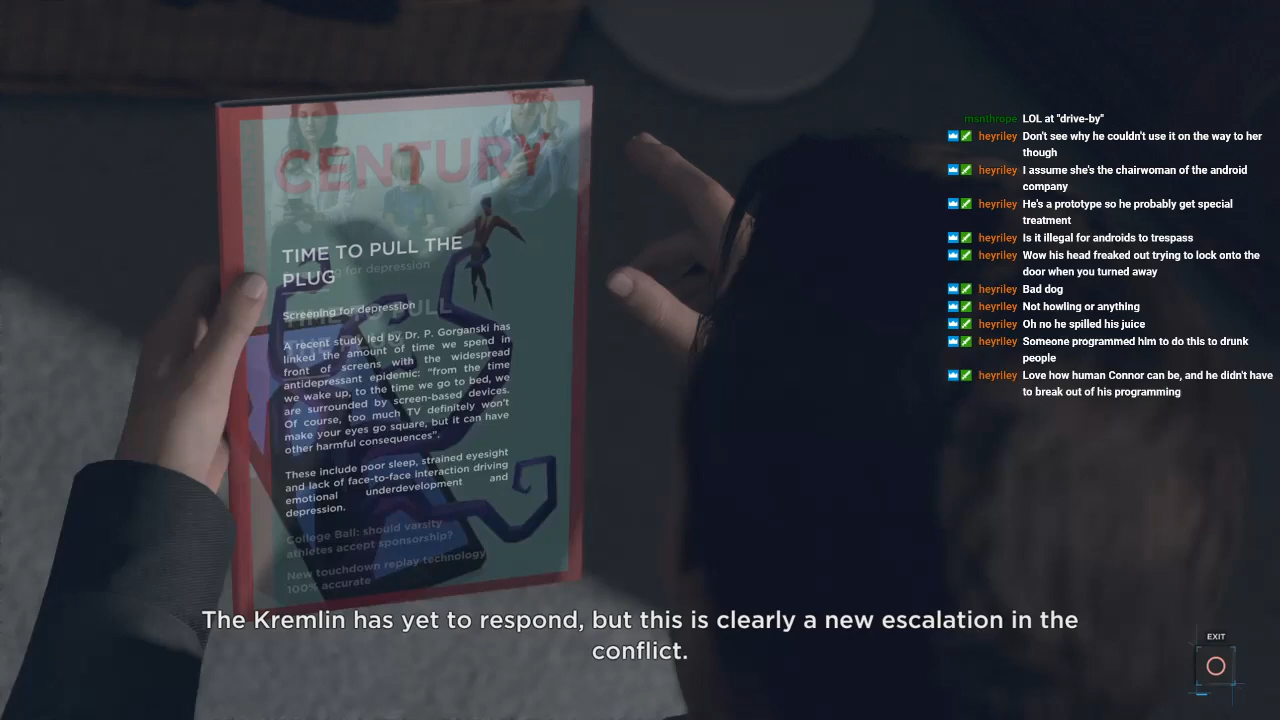 CENTURY
TIME TO PULL THE
PLUG
ng for depression
Screening for depression
TIME TO PULL
A recent study led by Dr. P. Gorganski has
linked the amount of time we spend in
front of screens with the widespread
antidepressant epidemic: "from the time
we wake up, to the time we go to bed, we
are surrounded by screen-based devices.
Of course, too much TV definitely won't
make your eyes go square, but it can have
other harmful consequences".
These include poor sleep, strained eyesight
and lack of face-to-face interaction driving
emotional underdevelopment and
depression.
College Ball: should varsity
athletes accept sponsorship?
New touchdown replay technology,
100% accurate
The Kremlin has yet to respond, but this is clearly a new escalation in the
conflict.
msnthrope LOL at "drive-by"
heyriley Don't see why he couldn't use it on the way to her
though
heyriley I assume she's the chairwoman of the android
company
heyriley He's a prototype so he probably get special
treatment
heyriley Is it illegal for androids to trespass
heyriley Wow his head freaked out trying to lock onto the
door when you turned away
heyriley Bad dog
heyriley Not howling or anything
heyriley Oh no he spilled his juice
heyriley Someone programmed him to do this to drunk
people
heyriley Love how human Connor can be, and he didn't have
to break out of his programming
EXIT